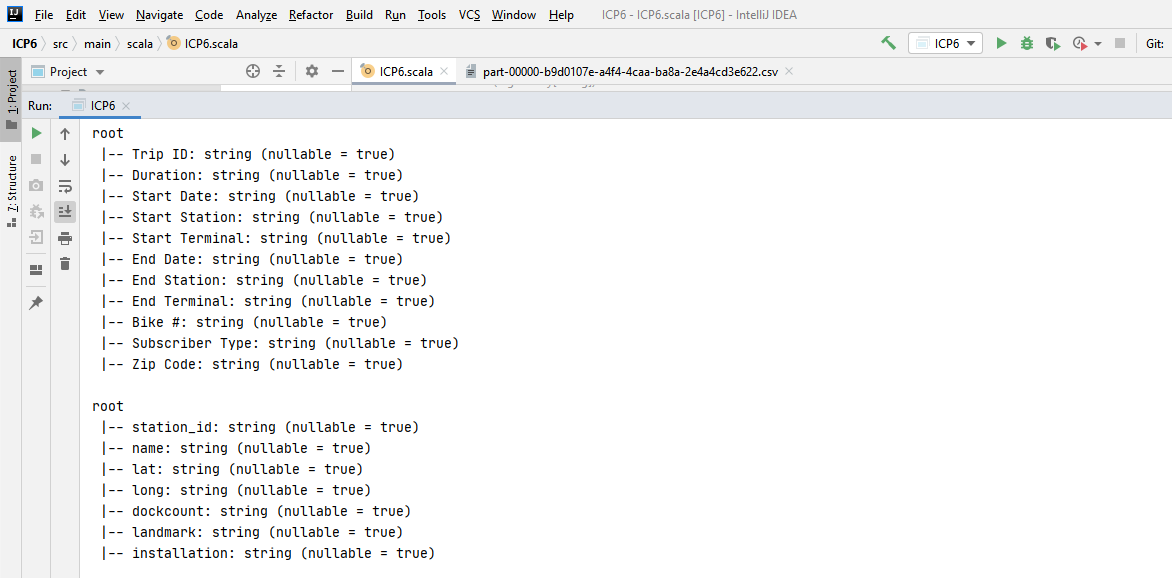 IJ File Edit View Navigate Code Analyze Refactor Build Run Tools VCS Window Help ICP6 - ICP6.scala [ICP6] - IntelliJ IDEA
ICP6 src main scala ICP6.scala ICP6 Git:
Project ICP6.scala part-00000-b9d0107e-a4f4-4caa-ba8a-2e4a4cd3e622.csv
1: Project
Run: ICP6
7: Structure
root
|-- Trip ID: string (nullable = true)
|-- Duration: string (nullable = true)
|-- Start Date: string (nullable = true)
|-- Start Station: string (nullable = true)
|-- Start Terminal: string (nullable = true)
|-- End Date: string (nullable = true)
|-- End Station: string (nullable = true)
|-- End Terminal: string (nullable = true)
|-- Bike #: string (nullable = true)
|-- Subscriber Type: string (nullable = true)
|-- Zip Code: string (nullable = true)
root
|-- station_id: string (nullable = true)
|-- name: string (nullable = true)
|-- lat: string (nullable = true)
|-- long: string (nullable = true)
|-- dockcount: string (nullable = true)
|-- landmark: string (nullable = true)
|-- installation: string (nullable = true)